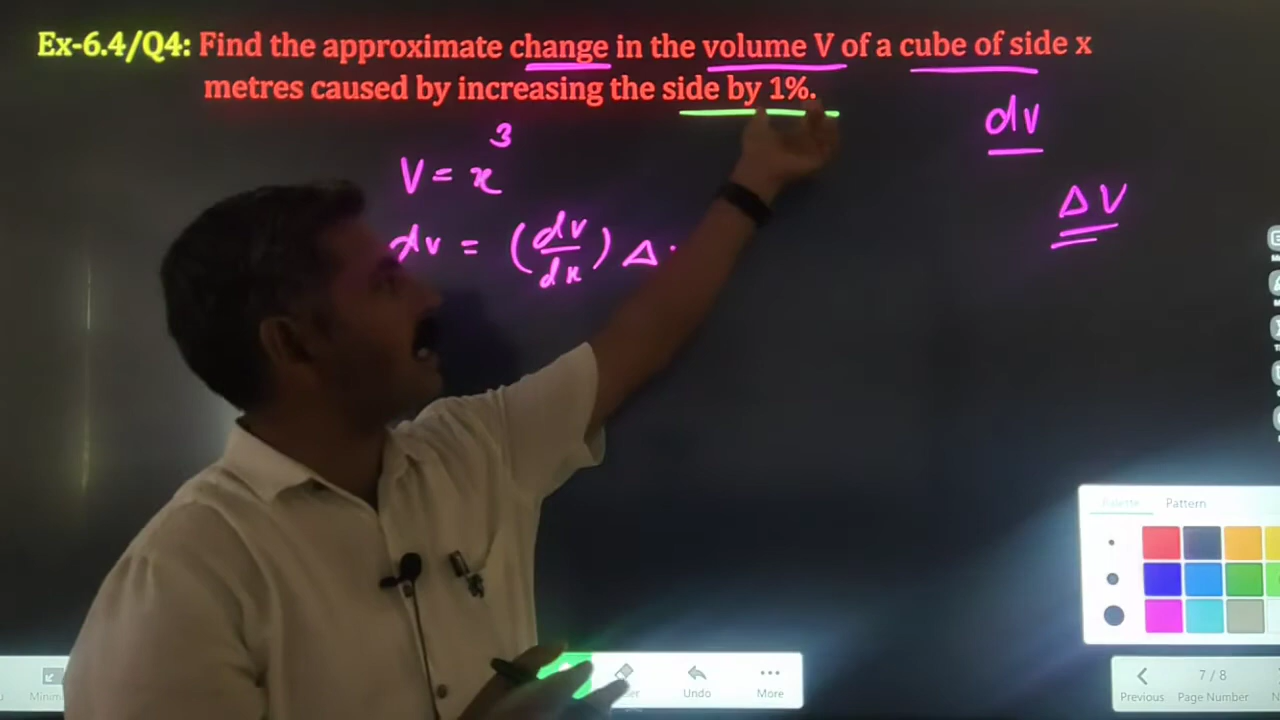 Ex-6.4/Q4: Find the approximate change in the volume V of a cube of side x
metres caused by increasing the side by 1%.
dv
V = x³
ΔV
dv = (dv/dx) Δ
Palette Pattern
Undo More
Previous 7 / 8
Page Number